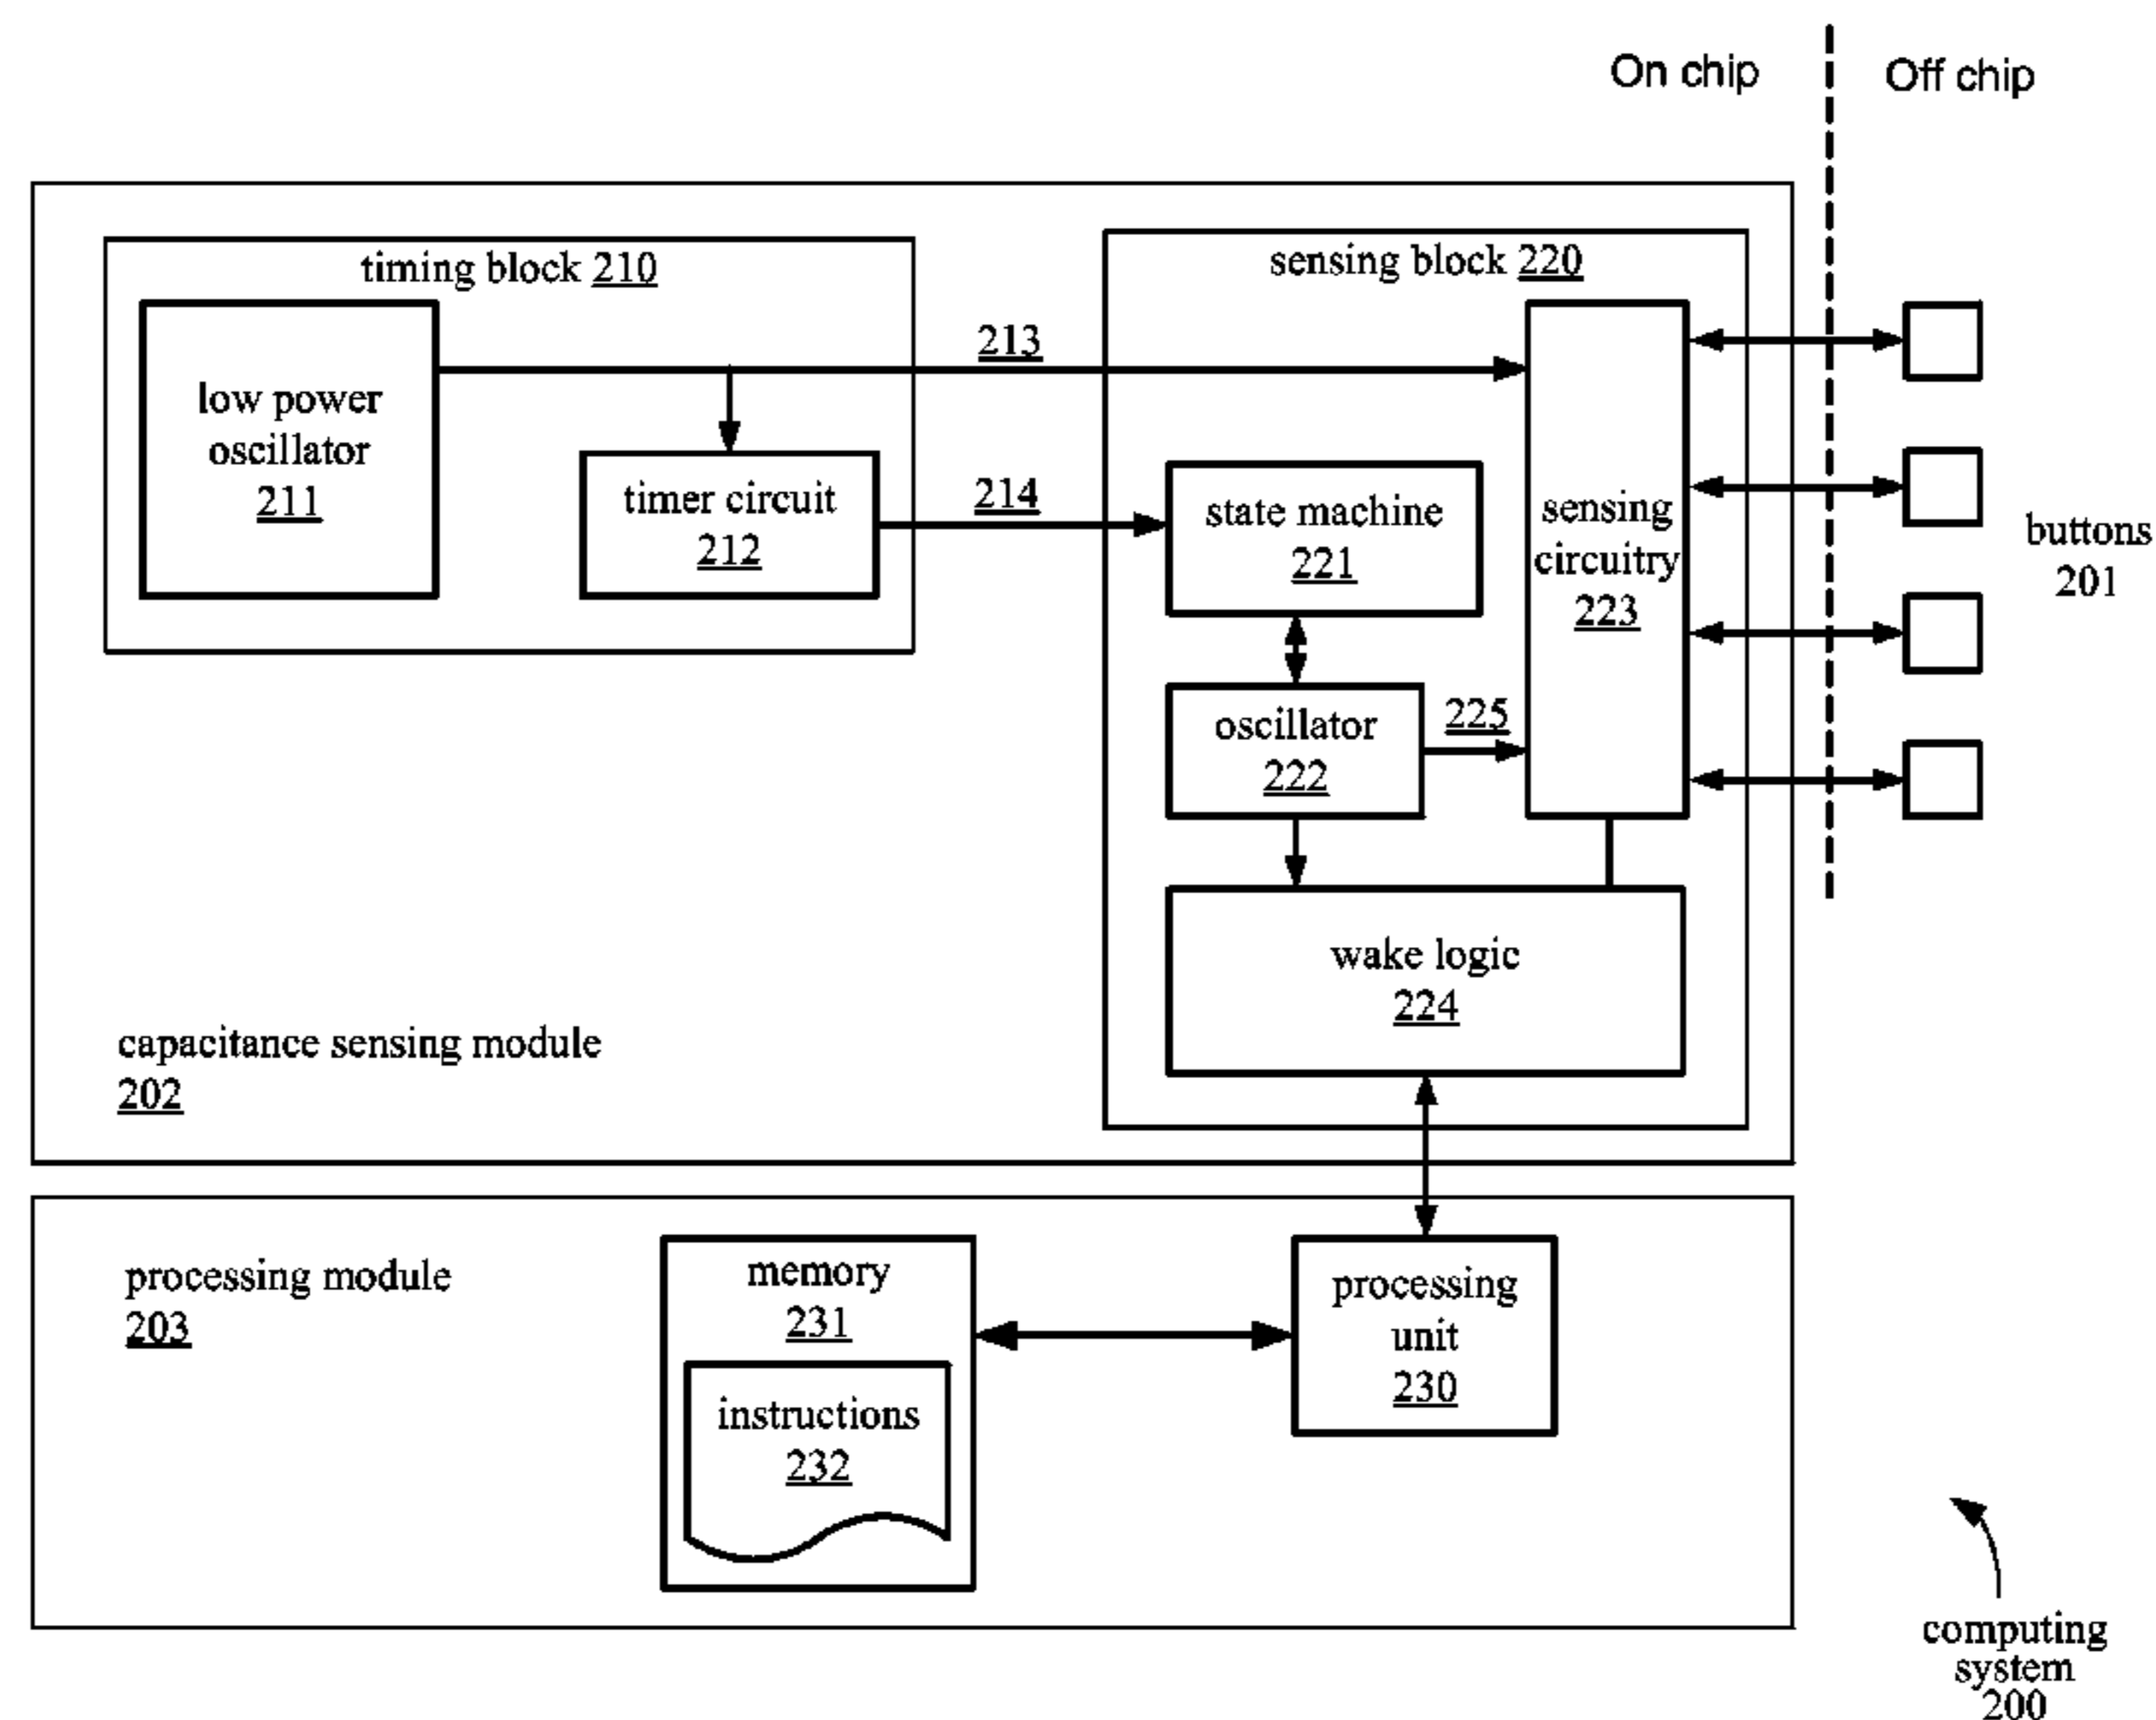 On chip
Off chip
timing block 210
sensing block 220
low power
oscillator
211
213
timer circuit
212
214
state machine
221
sensing
circuitry
223
buttons
201
oscillator
222
225
wake logic
224
capacitance sensing module
202
processing module
203
memory
231
instructions
232
processing
unit
230
computing
system
200